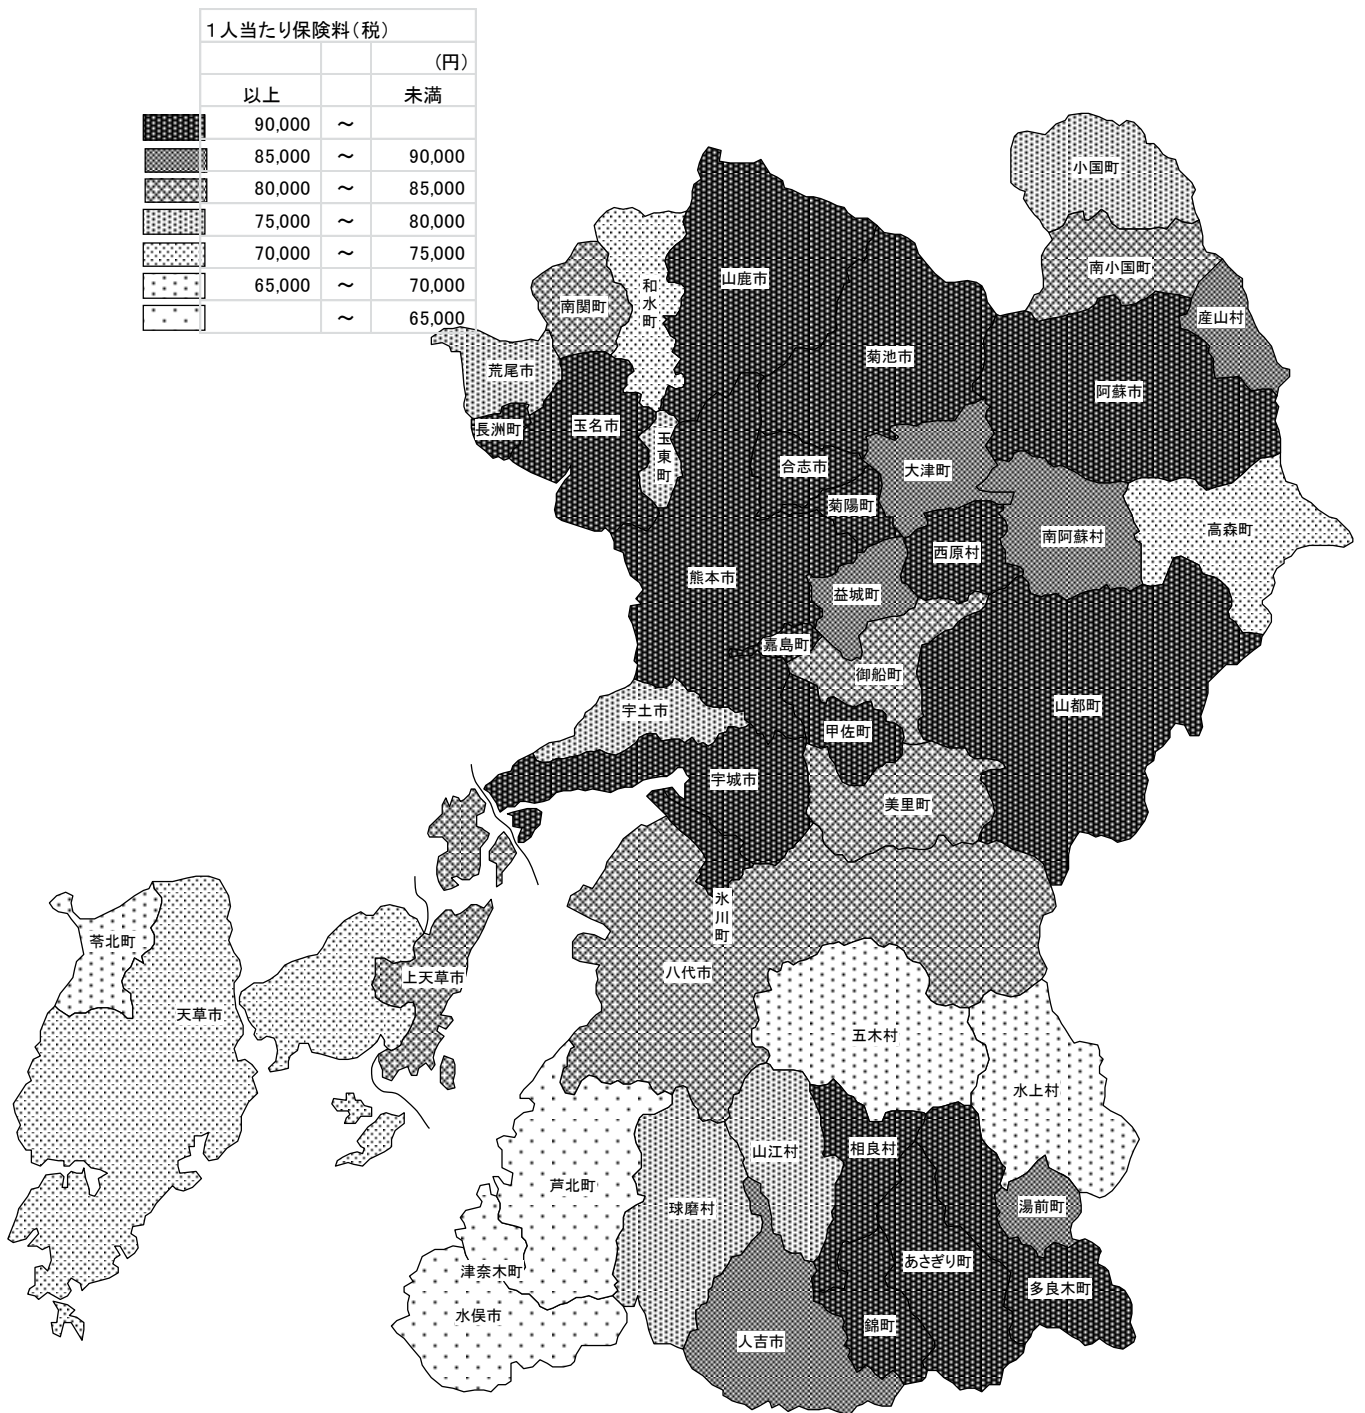 1人当たり保険料(税)
(円)
以上 未満
90,000 ～
85,000 ～ 90,000
80,000 ～ 85,000
75,000 ～ 80,000
70,000 ～ 75,000
65,000 ～ 70,000
～ 65,000
小国町
南小国町
産山村
山鹿市
和水町
南関町
菊池市
荒尾市
阿蘇市
長洲町
玉名市
玉東町
合志市
大津町
菊陽町
高森町
南阿蘇村
西原村
熊本市
益城町
嘉島町
御船町
宇土市
山都町
甲佐町
宇城市
美里町
氷川町
苓北町
八代市
上天草市
天草市
五木村
水上村
相良村
山江村
芦北町
球磨村
湯前町
あさぎり町
津奈木町
多良木町
水俣市
錦町
人吉市